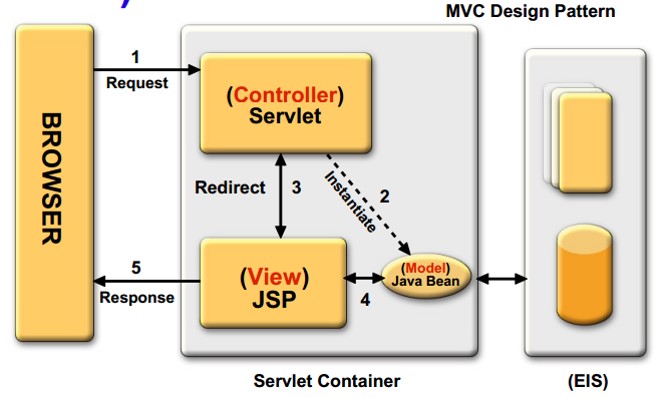 MVC Design Pattern
BROWSER
1
Request
(Controller)
Servlet
Redirect
3
2
Instantiate
(View)
JSP
(Model)
Java Bean
4
5
Response
Servlet Container
(EIS)